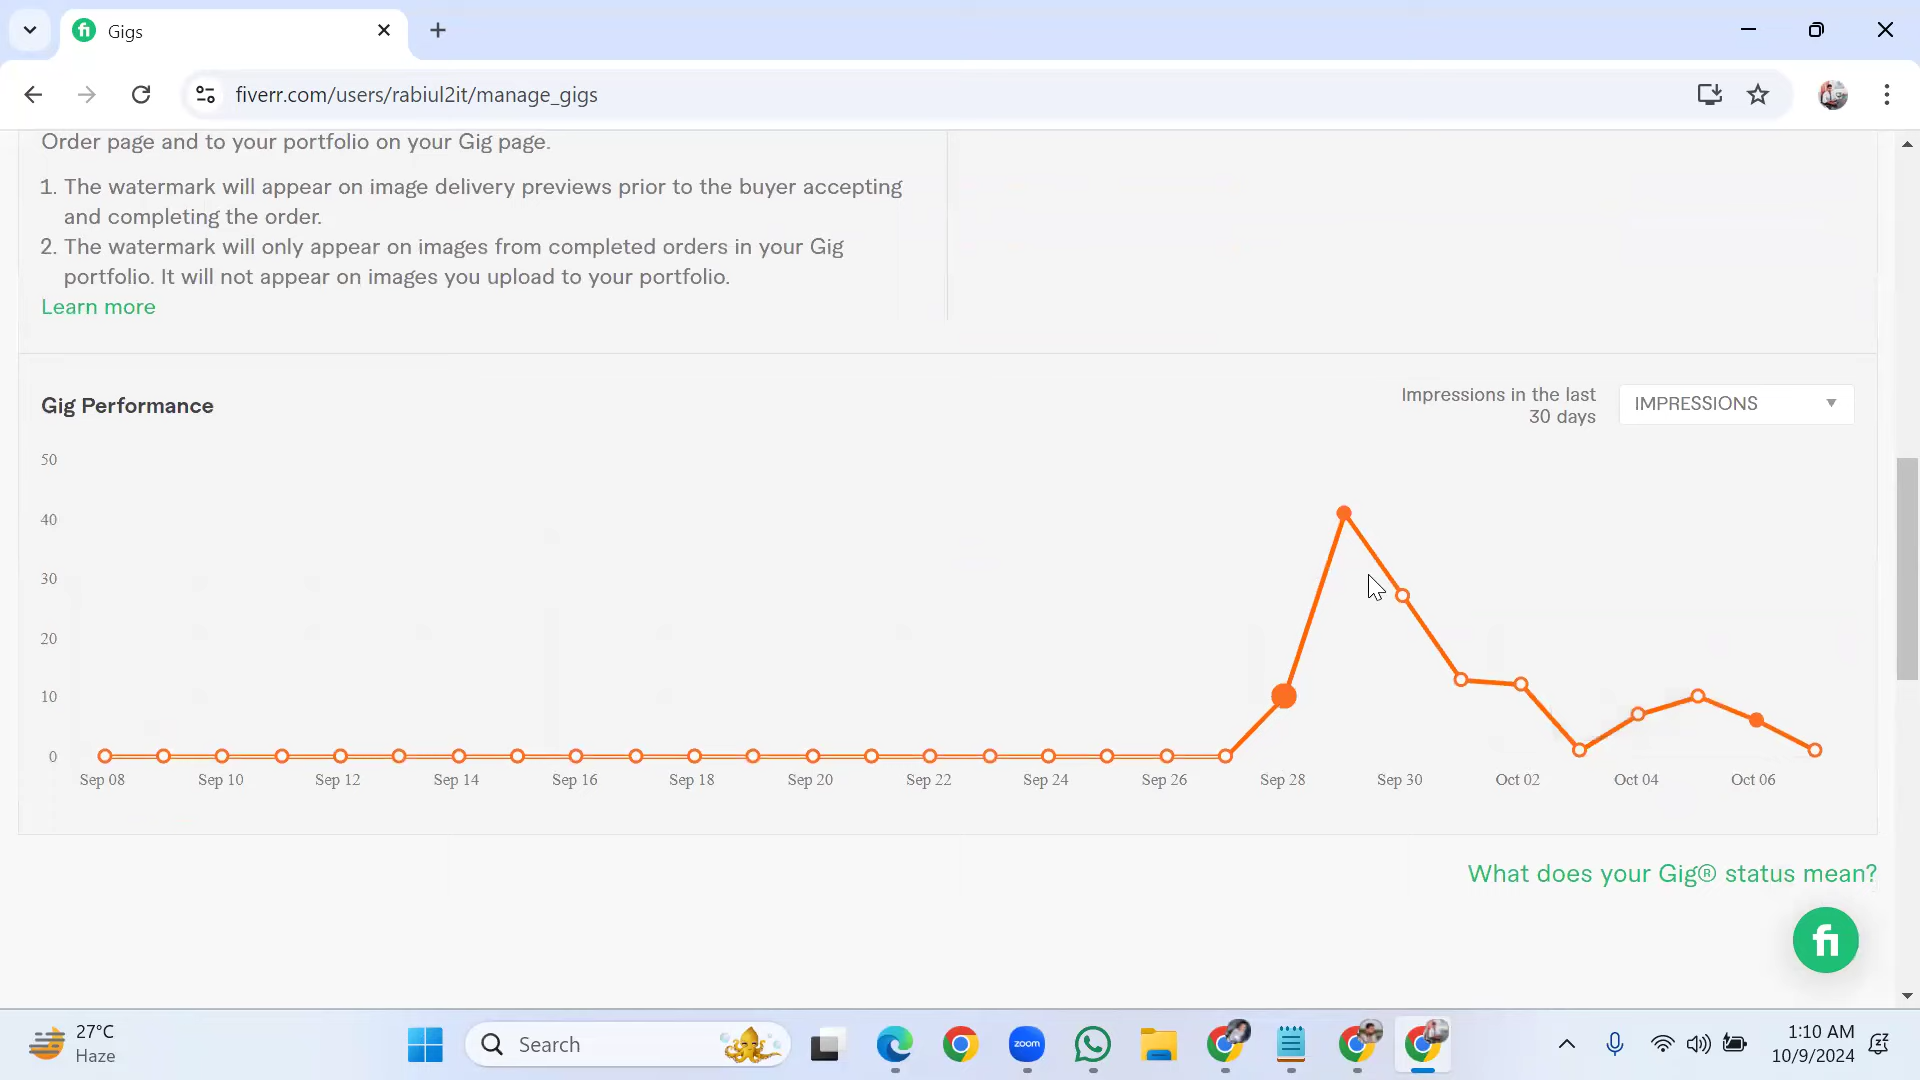 Gigs
fiverr.com/users/rabiul2it/manage_gigs
Order page and to your portfolio on your Gig page.
1. The watermark will appear on image delivery previews prior to the buyer accepting
and completing the order.
2. The watermark will only appear on images from completed orders in your Gig
portfolio. It will not appear on images you upload to your portfolio.
Learn more
Gig Performance
Impressions in the last
30 days
IMPRESSIONS
50
40
30
20
10
0
Sep 08 Sep 10 Sep 12 Sep 14 Sep 16 Sep 18 Sep 20 Sep 22 Sep 24 Sep 26 Sep 28 Sep 30 Oct 02 Oct 04 Oct 06
What does your Gig® status mean?
fi
27°C
Haze
Search
zoom
1:10 AM
10/9/2024